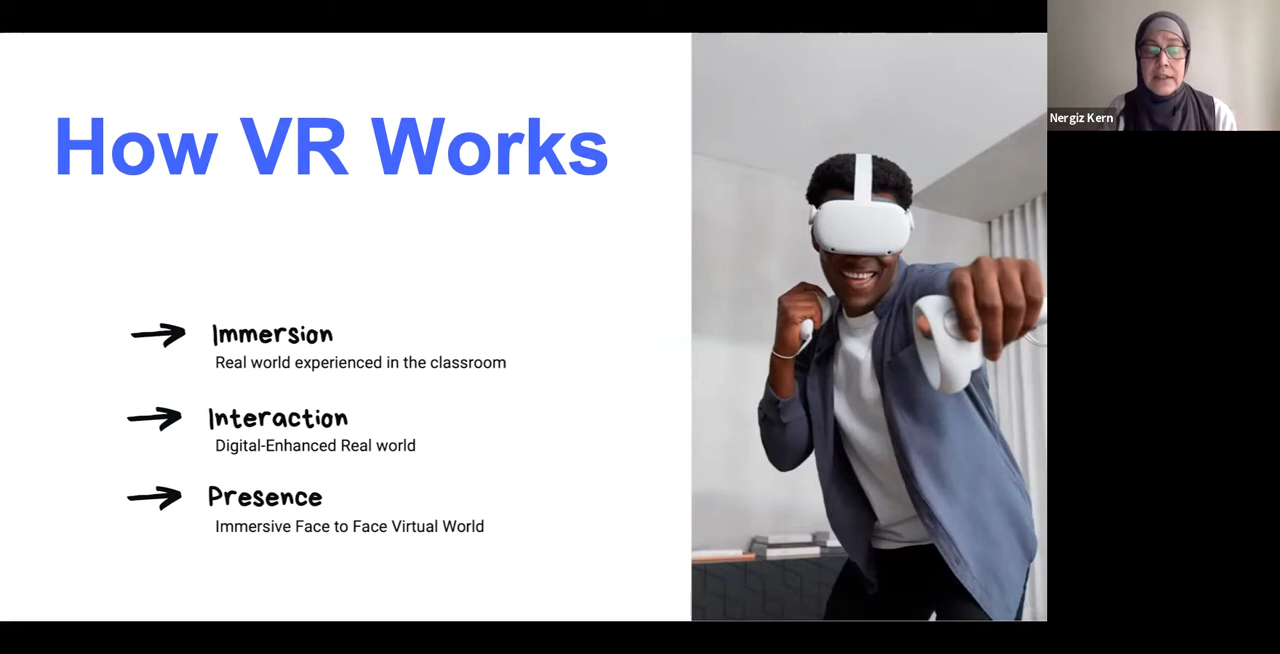 How VR Works
Immersion
Real world experienced in the classroom
Interaction
Digital-Enhanced Real world
Presence
Immersive Face to Face Virtual World
Nergiz Kern